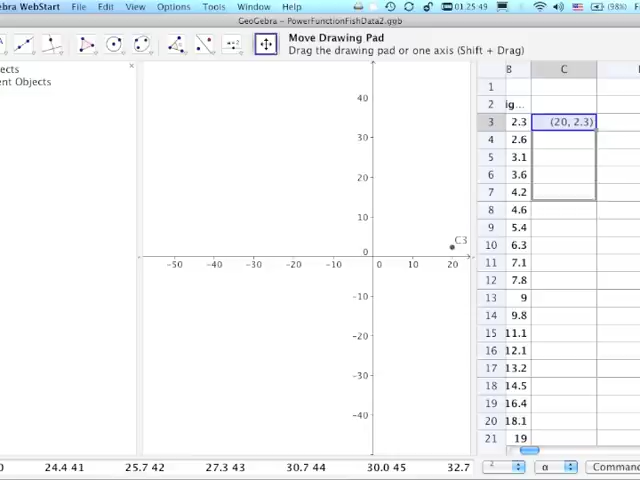 ebra WebStart File Edit View Options Tools Window Help 01:25:49 (98%)
GeoGebra – PowerFunctionFishData2.ggb
Move Drawing Pad
Drag the drawing pad or one axis (Shift + Drag)
ects
ent Objects
40
30
20
10
0
-50 -40 -30 -20 -10 0 10 20
-10
-20
-30
-40
C3
B C
1
2 ig...
3 2.3 (20, 2.3)
4 2.6
5 3.1
6 3.6
7 4.2
8 4.6
9 5.4
10 6.3
11 7.1
12 7.8
13 9
14 9.8
15 11.1
16 12.1
17 13.2
18 14.5
19 16.4
20 18.1
21 19
0 24.4 41 25.7 42 27.3 43 30.7 44 30.0 45 32.7
2 α Command